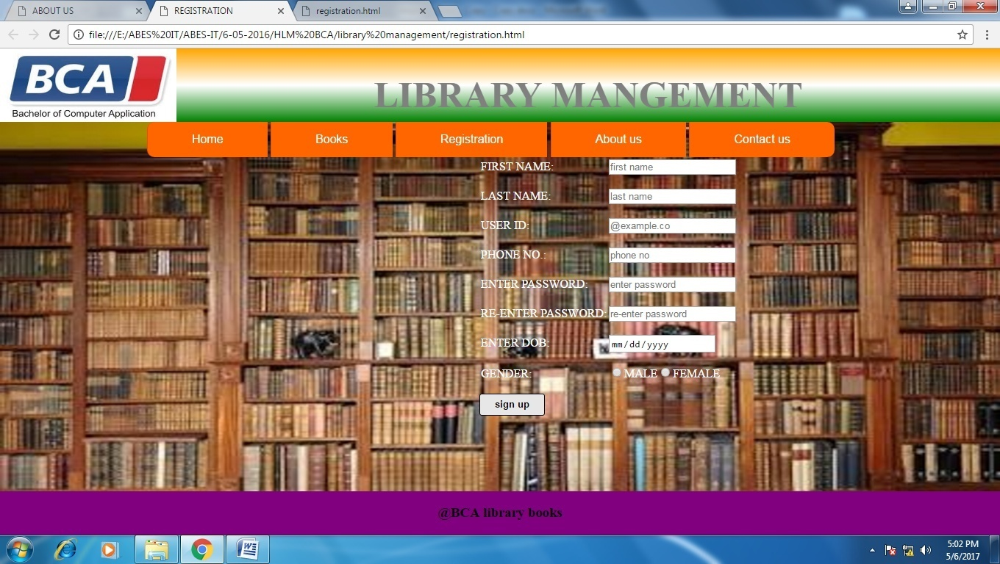 ABOUT US
REGISTRATION
registration.html
file:///E:/ABES%20IT/ABES-IT/6-05-2016/HLM%20BCA/library%20management/registration.html
BCA
Bachelor of Computer Application
LIBRARY MANGEMENT
Home Books Registration About us Contact us
FIRST NAME: first name
LAST NAME: last name
USER ID: @example.co
PHONE NO.: phone no
ENTER PASSWORD: enter password
RE-ENTER PASSWORD: re-enter password
ENTER DOB: mm/dd/yyyy
GENDER: MALE FEMALE
sign up
@BCA library books
5:02 PM
5/6/2017